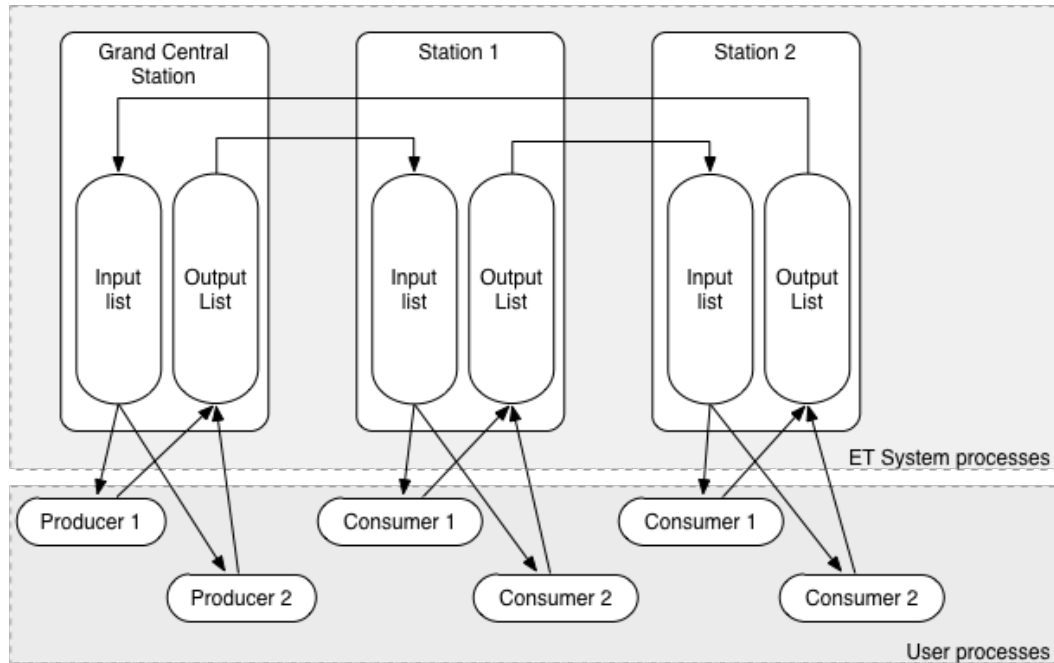 Grand Central
Station
Station 1
Station 2
Input
list
Output
List
Input
list
Output
List
Input
list
Output
List
ET System processes
Producer 1
Consumer 1
Consumer 1
Producer 2
Consumer 2
Consumer 2
User processes